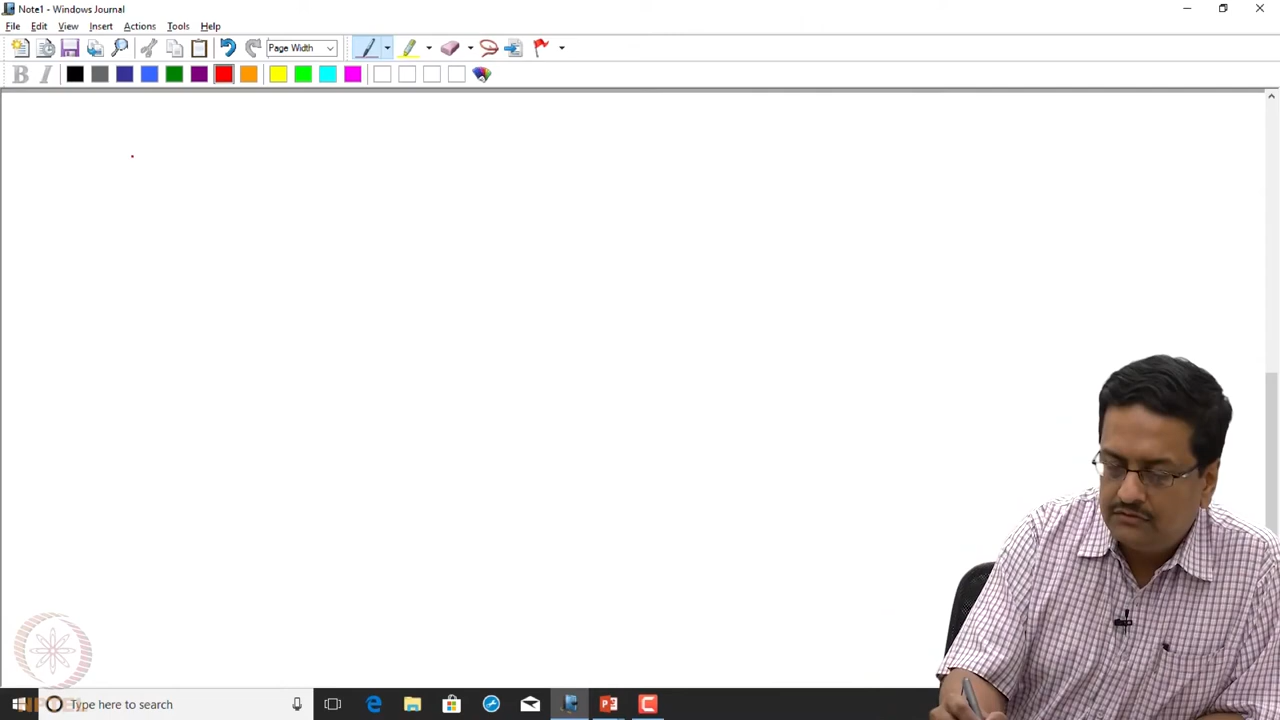 Note1 - Windows Journal
File Edit View Insert Actions Tools Help
Page Width
B I
Type here to search